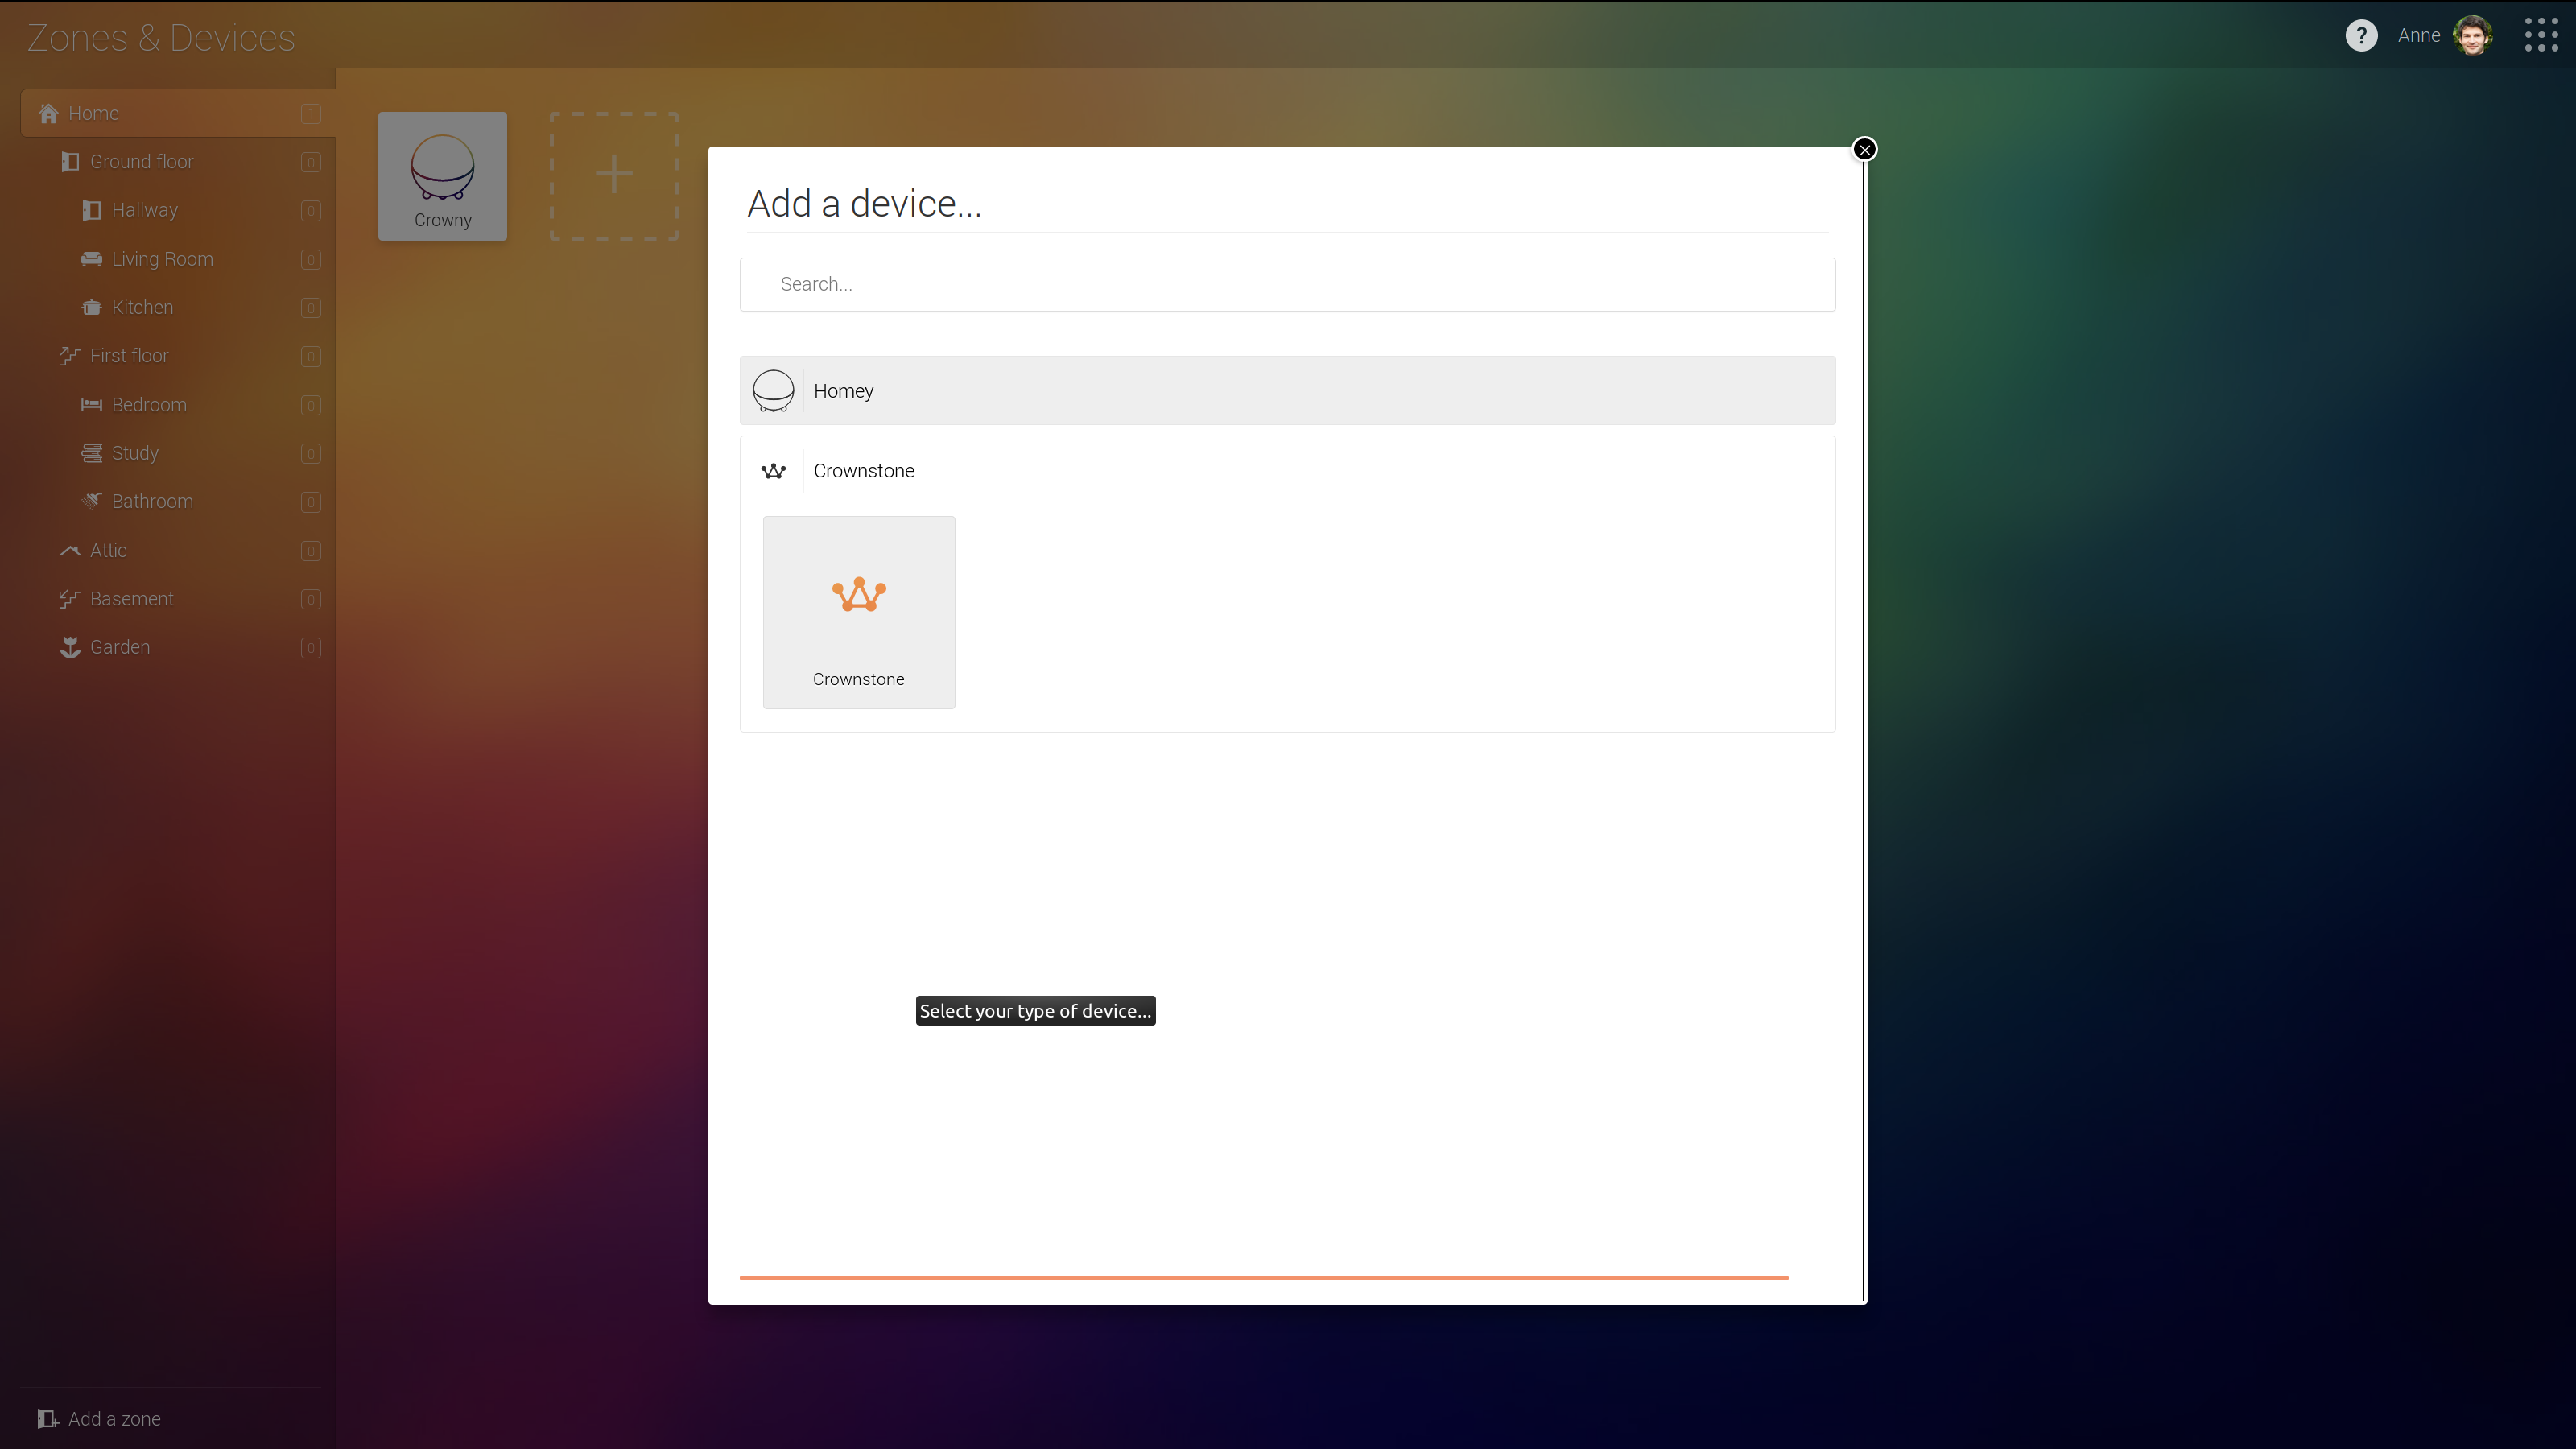 Zones & Devices
? Anne
Home 1
Ground floor 0
Hallway 0
Living Room 0
Kitchen 0
First floor 0
Bedroom 0
Study 0
Bathroom 0
Attic 0
Basement 0
Garden 0
Add a zone
Crowny
Add a device...
Search...
Homey
Crownstone
Crownstone
Select your type of device...